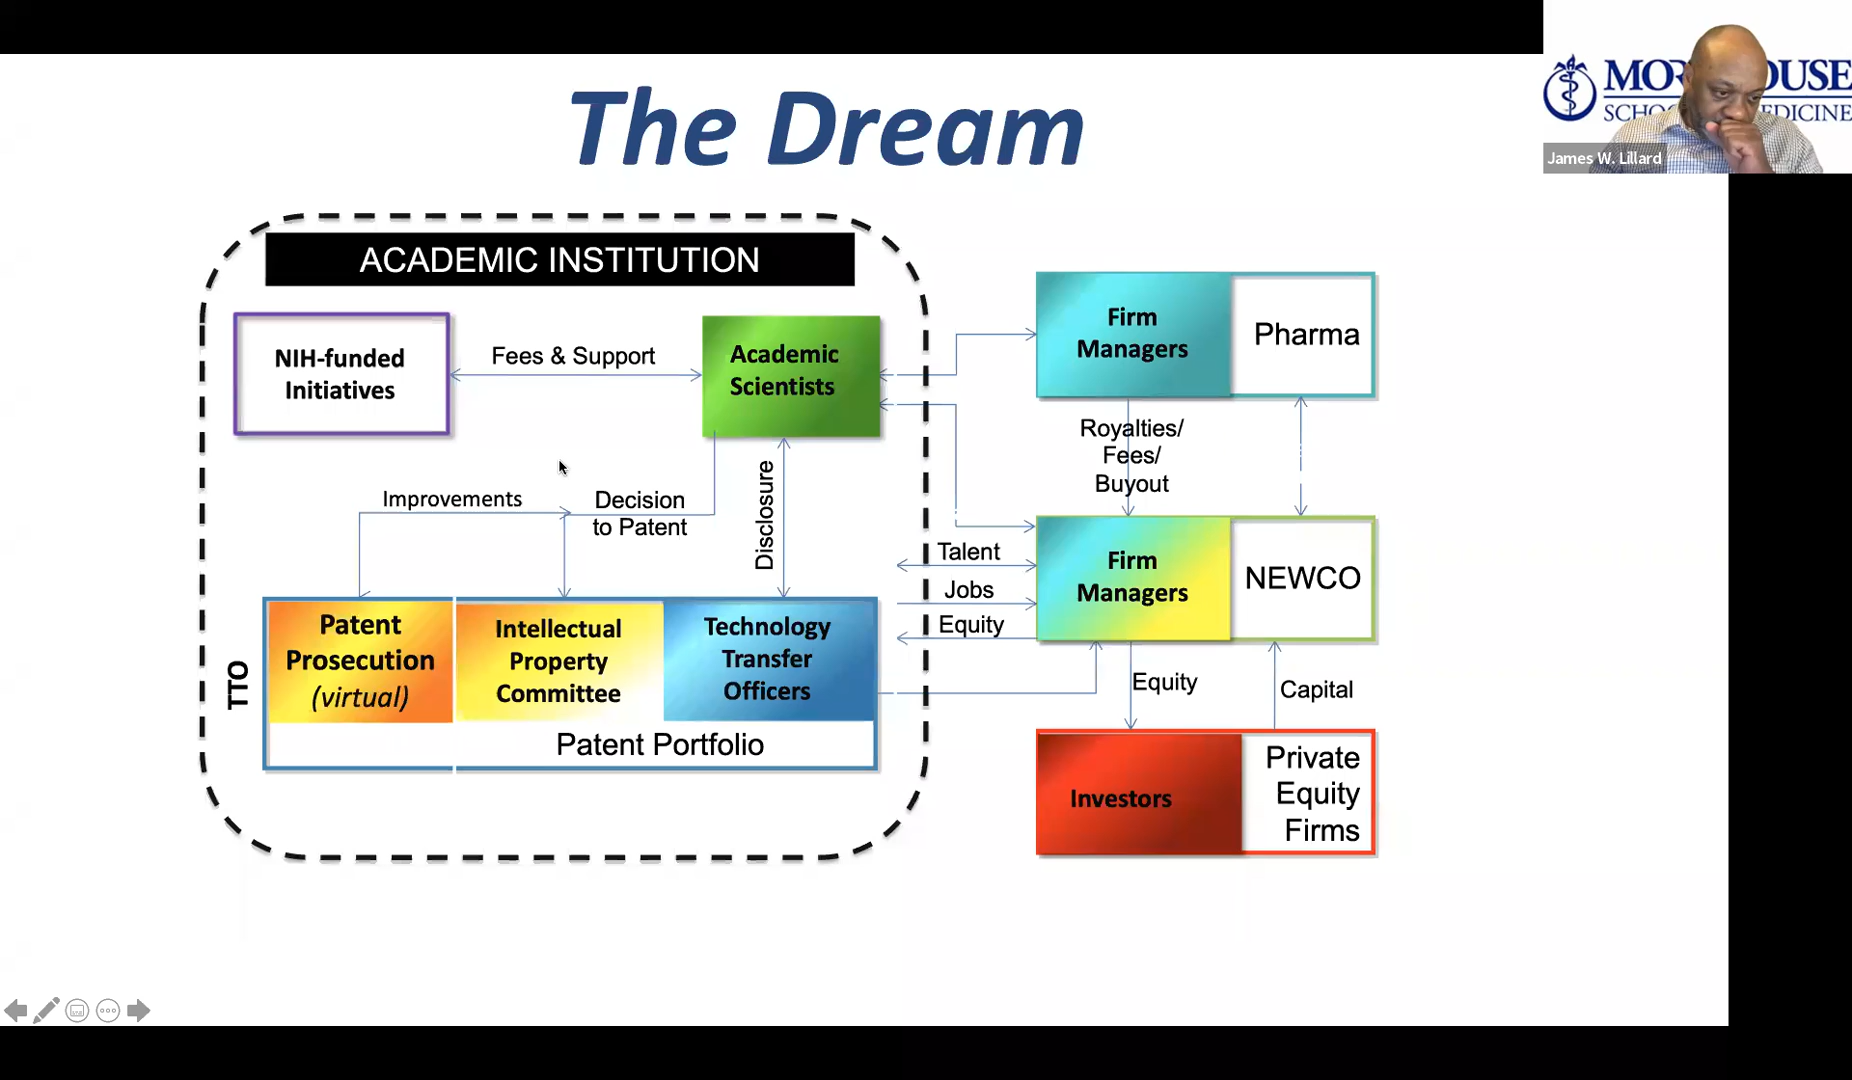 The Dream
MOREHOUSE
SCHOOL OF MEDICINE
James W. Lillard
ACADEMIC INSTITUTION
NIH-funded
Initiatives
Fees & Support
Academic
Scientists
Firm
Managers
Pharma
Royalties/
Fees/
Buyout
Improvements
Decision
to Patent
Disclosure
Talent
Jobs
Equity
Firm
Managers
NEWCO
TTO
Patent
Prosecution
(virtual)
Intellectual
Property
Committee
Technology
Transfer
Officers
Patent Portfolio
Equity
Capital
Investors
Private
Equity
Firms